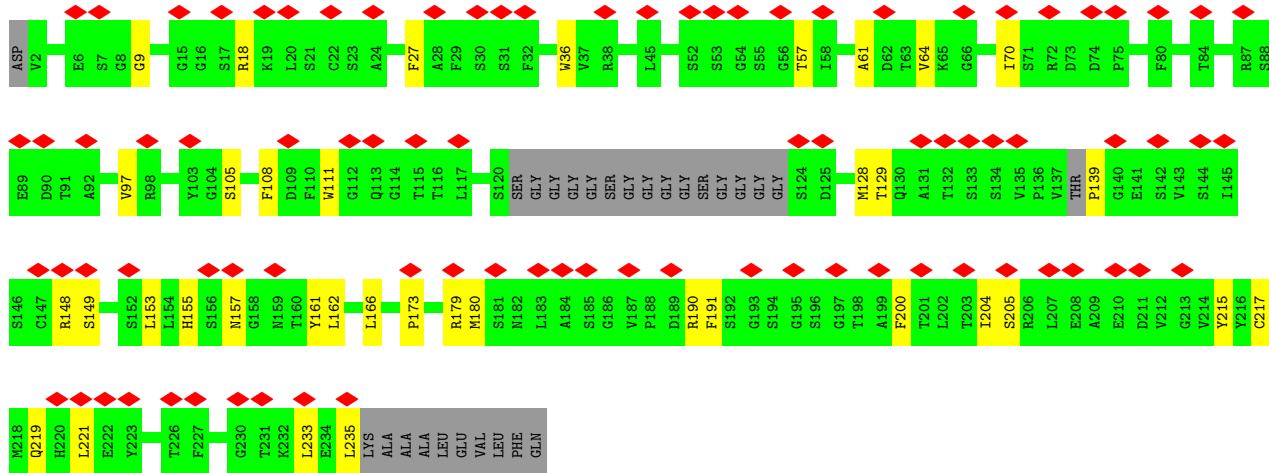 ASP V2 E6 S7 G8 G9 G15 G16 S17 R18 K19 L20 S21 C22 S23 A24 F27 A28 F29 S30 S31 F32 W36 V37 R38 L45 S52 S53 G54 S55 G56 T57 I58 A61 D62 T63 V64 K65 G66 I70 S71 R72 D73 D74 P75 F80 T84 R87 S88
E89 D90 T91 A92 V97 R98 Y103 G104 S105 F108 D109 F110 W111 G112 Q113 G114 T115 T116 L117 S120 SER GLY GLY GLY GLY SER GLY GLY GLY GLY SER GLY GLY GLY GLY S124 D125 M128 T129 Q130 A131 T132 S133 S134 V135 P136 V137 THR P139 G140 E141 S142 V143 S144 I145
S146 C147 R148 S149 S152 L153 L154 H155 S156 N157 G158 N159 T160 Y161 L162 L166 P173 R179 M180 S181 N182 L183 A184 S185 G186 V187 P188 D189 R190 F191 S192 G193 S194 G195 S196 G197 T198 A199 F200 T201 L202 T203 I204 S205 R206 L207 E208 A209 E210 D211 V212 G213 V214 Y215 Y216 C217
M218 Q219 H220 L221 E222 Y223 T226 F227 G230 T231 K232 L233 E234 L235 LYS ALA ALA ALA LEU GLU VAL LEU PHE GLN